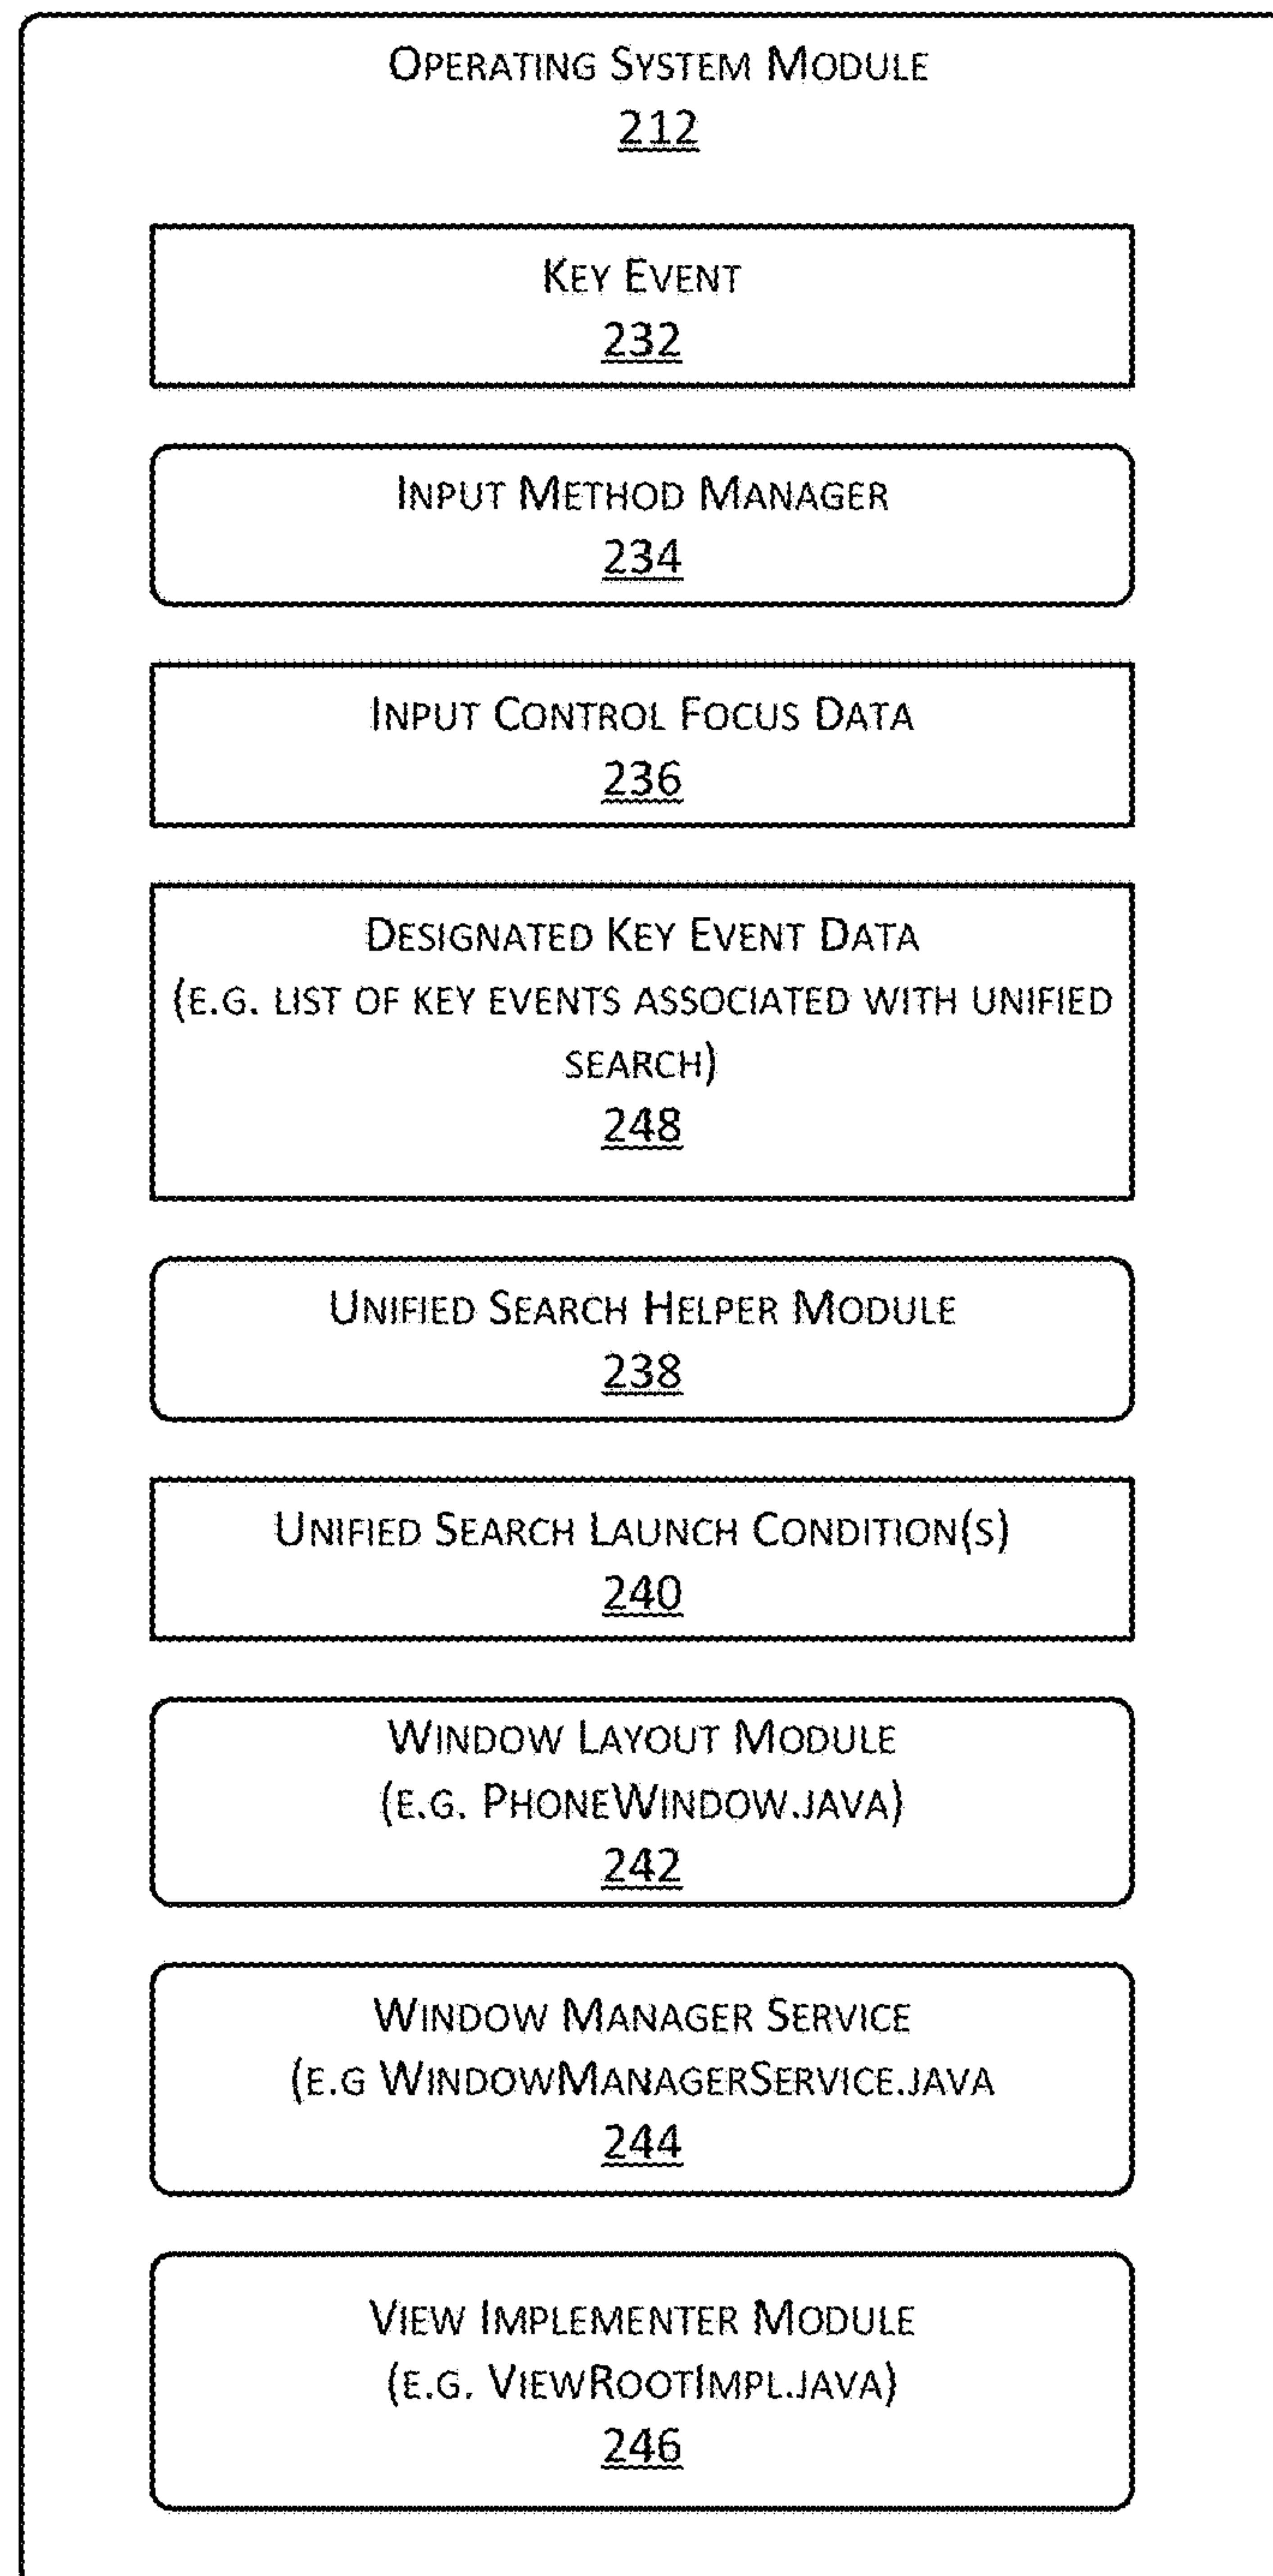 Operating System Module
212
Key Event
232
Input Method Manager
234
Input Control Focus Data
236
Designated Key Event Data
(e.g. list of key events associated with unified
search)
248
Unified Search Helper Module
238
Unified Search Launch Condition(s)
240
Window Layout Module
(e.g. PhoneWindow.java)
242
Window Manager Service
(e.g WindowManagerService.java
244
View Implementer Module
(e.g. ViewRootImpl.java)
246